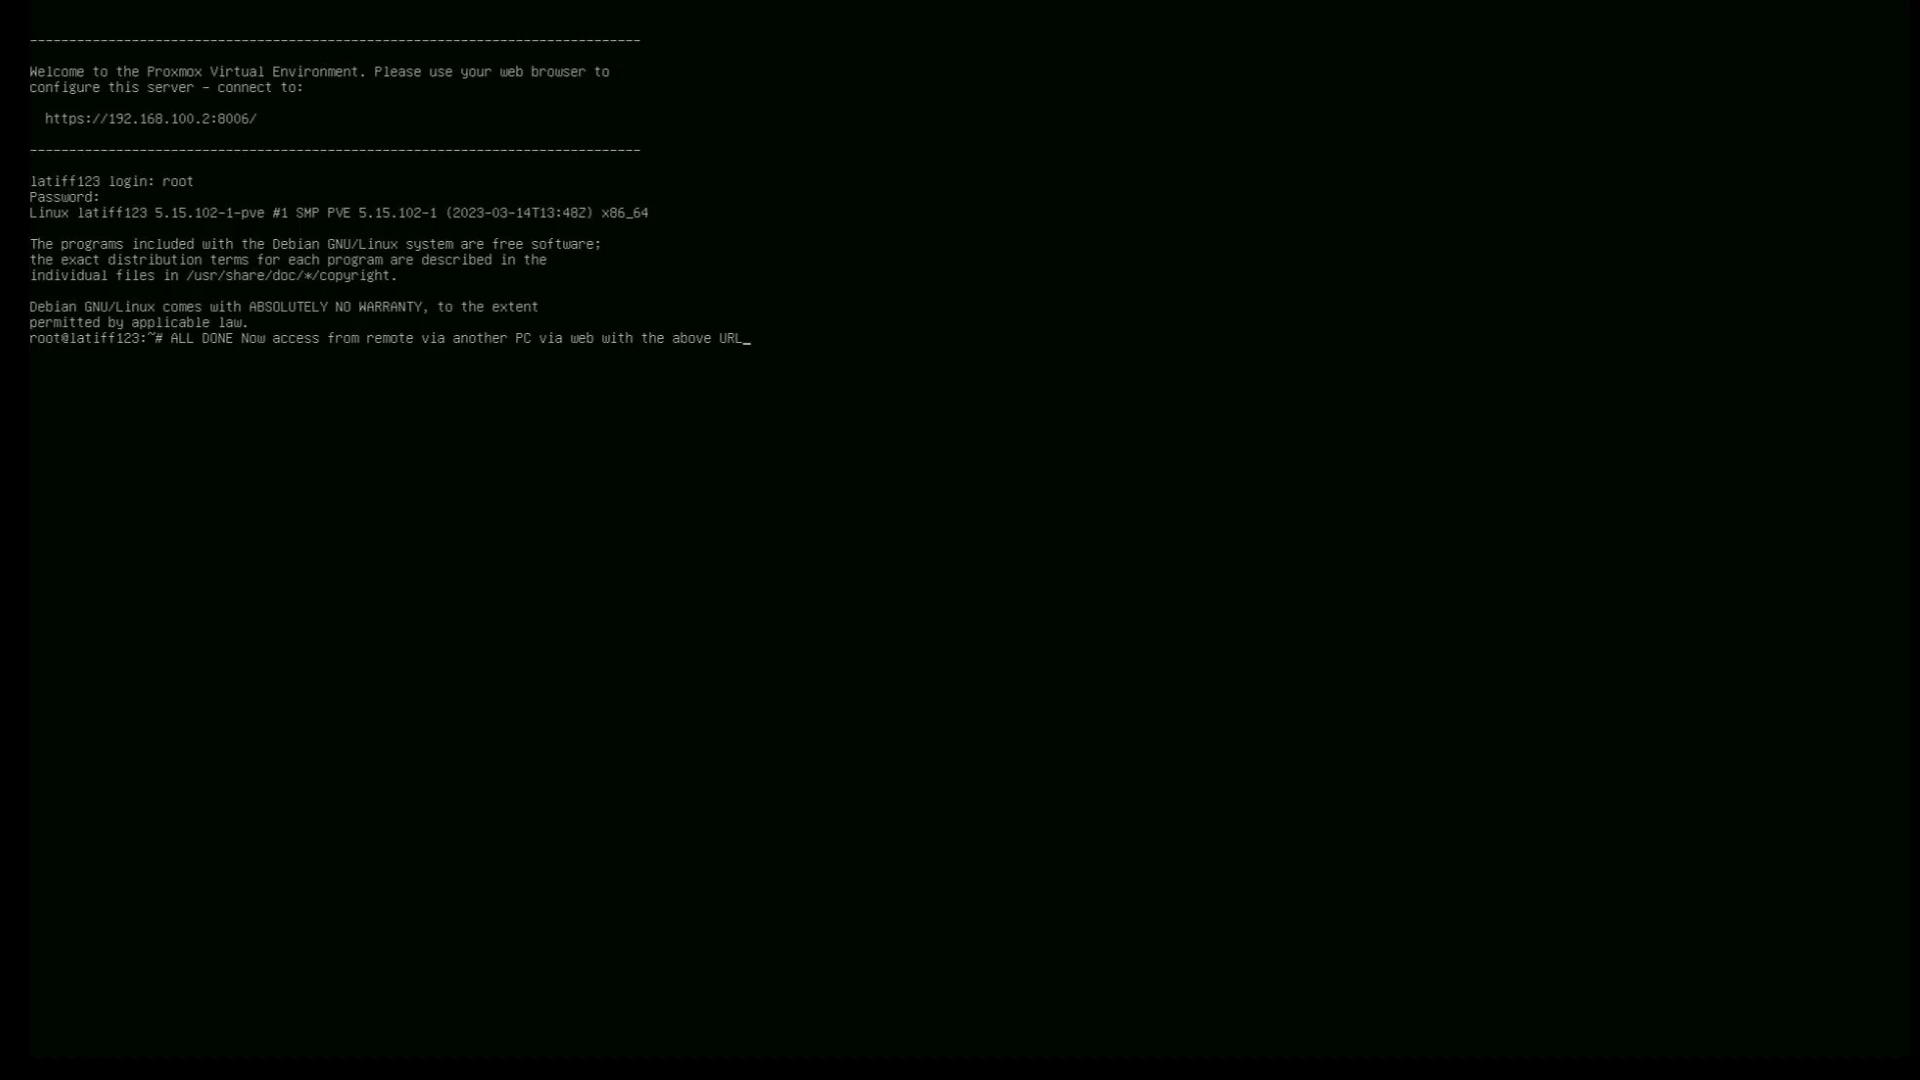 ------------------------------------------------------------------------------
Welcome to the Proxmox Virtual Environment. Please use your web browser to
configure this server - connect to:
https://192.168.100.2:8006/
------------------------------------------------------------------------------
latiff123 login: root
Password:
Linux latiff123 5.15.102-1-pve #1 SMP PVE 5.15.102-1 (2023-03-14T13:48Z) x86_64
The programs included with the Debian GNU/Linux system are free software;
the exact distribution terms for each program are described in the
individual files in /usr/share/doc/*/copyright.
Debian GNU/Linux comes with ABSOLUTELY NO WARRANTY, to the extent
permitted by applicable law.
root@latiff123:~# ALL DONE Now access from remote via another PC via web with the above URL_